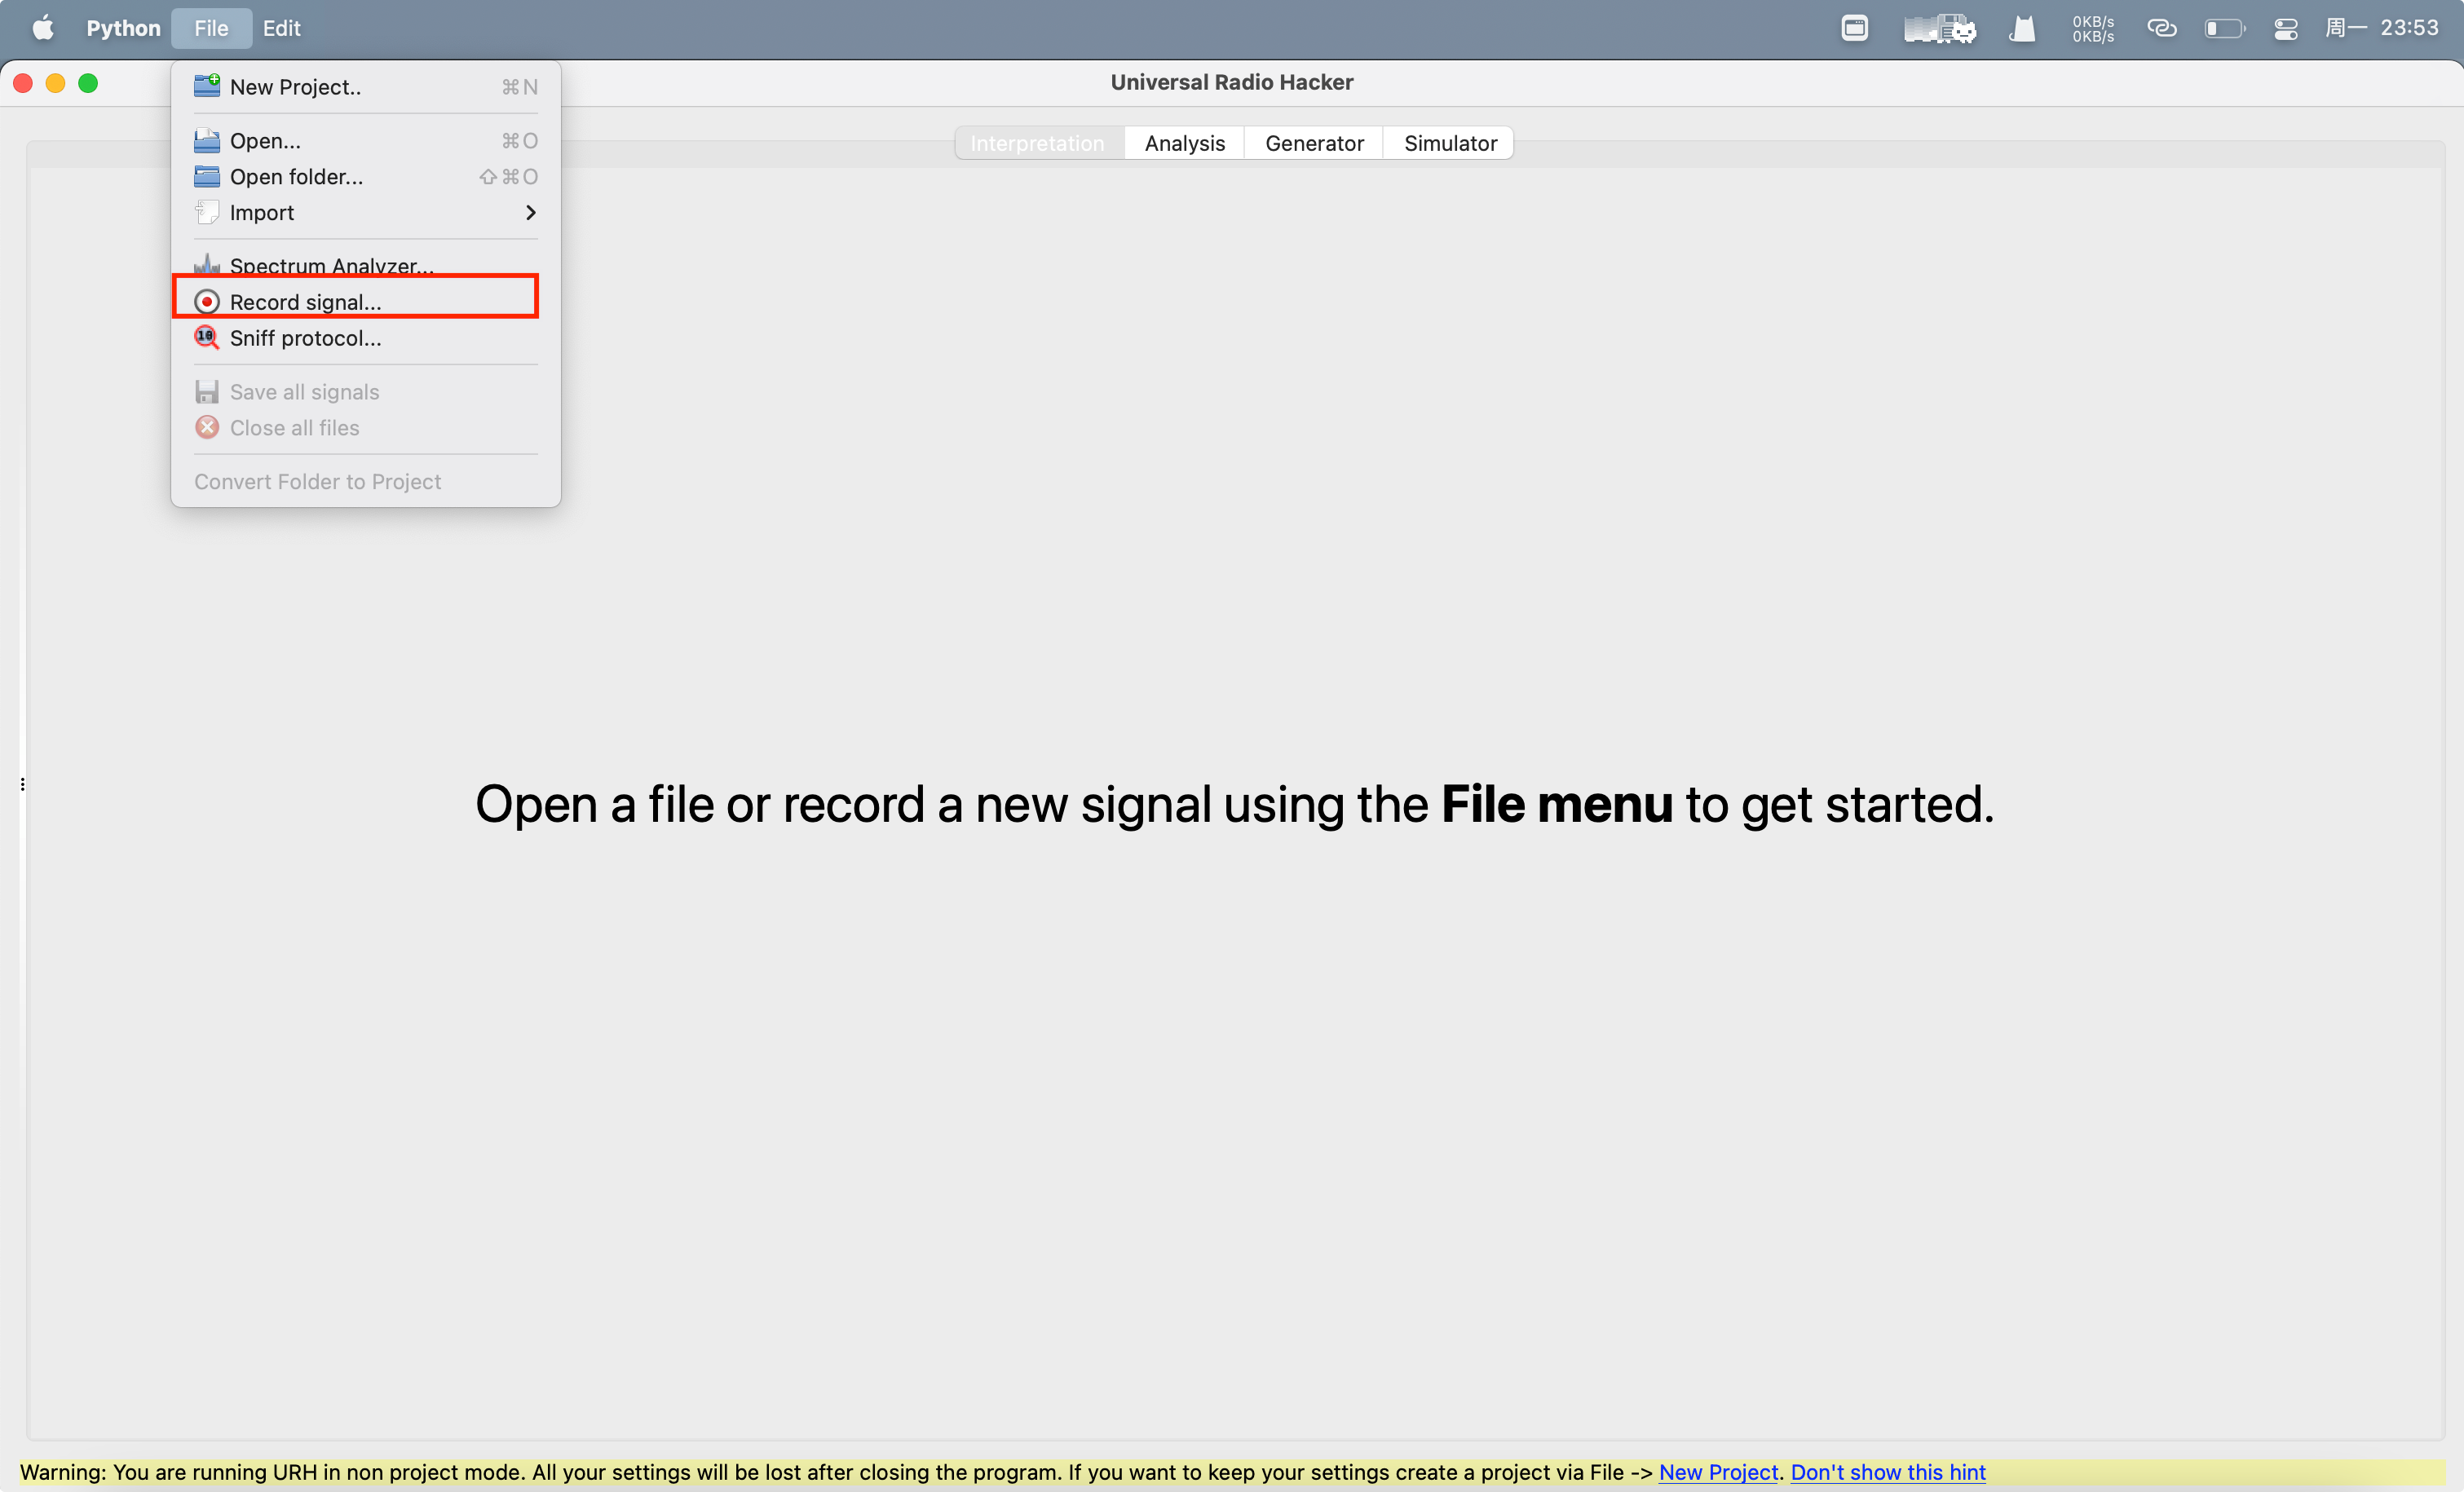 Python File Edit 0KB/s 周一 23:53
0KB/s
Universal Radio Hacker
New Project.. ⌘N
Interpretation Analysis Generator Simulator
Open... ⌘O
Open folder... ⇧⌘O
Import
Spectrum Analyzer...
Record signal...
Sniff protocol...
Save all signals
Close all files
Convert Folder to Project
Open a file or record a new signal using the File menu to get started.
Warning: You are running URH in non project mode. All your settings will be lost after closing the program. If you want to keep your settings create a project via File -> New Project. Don't show this hint